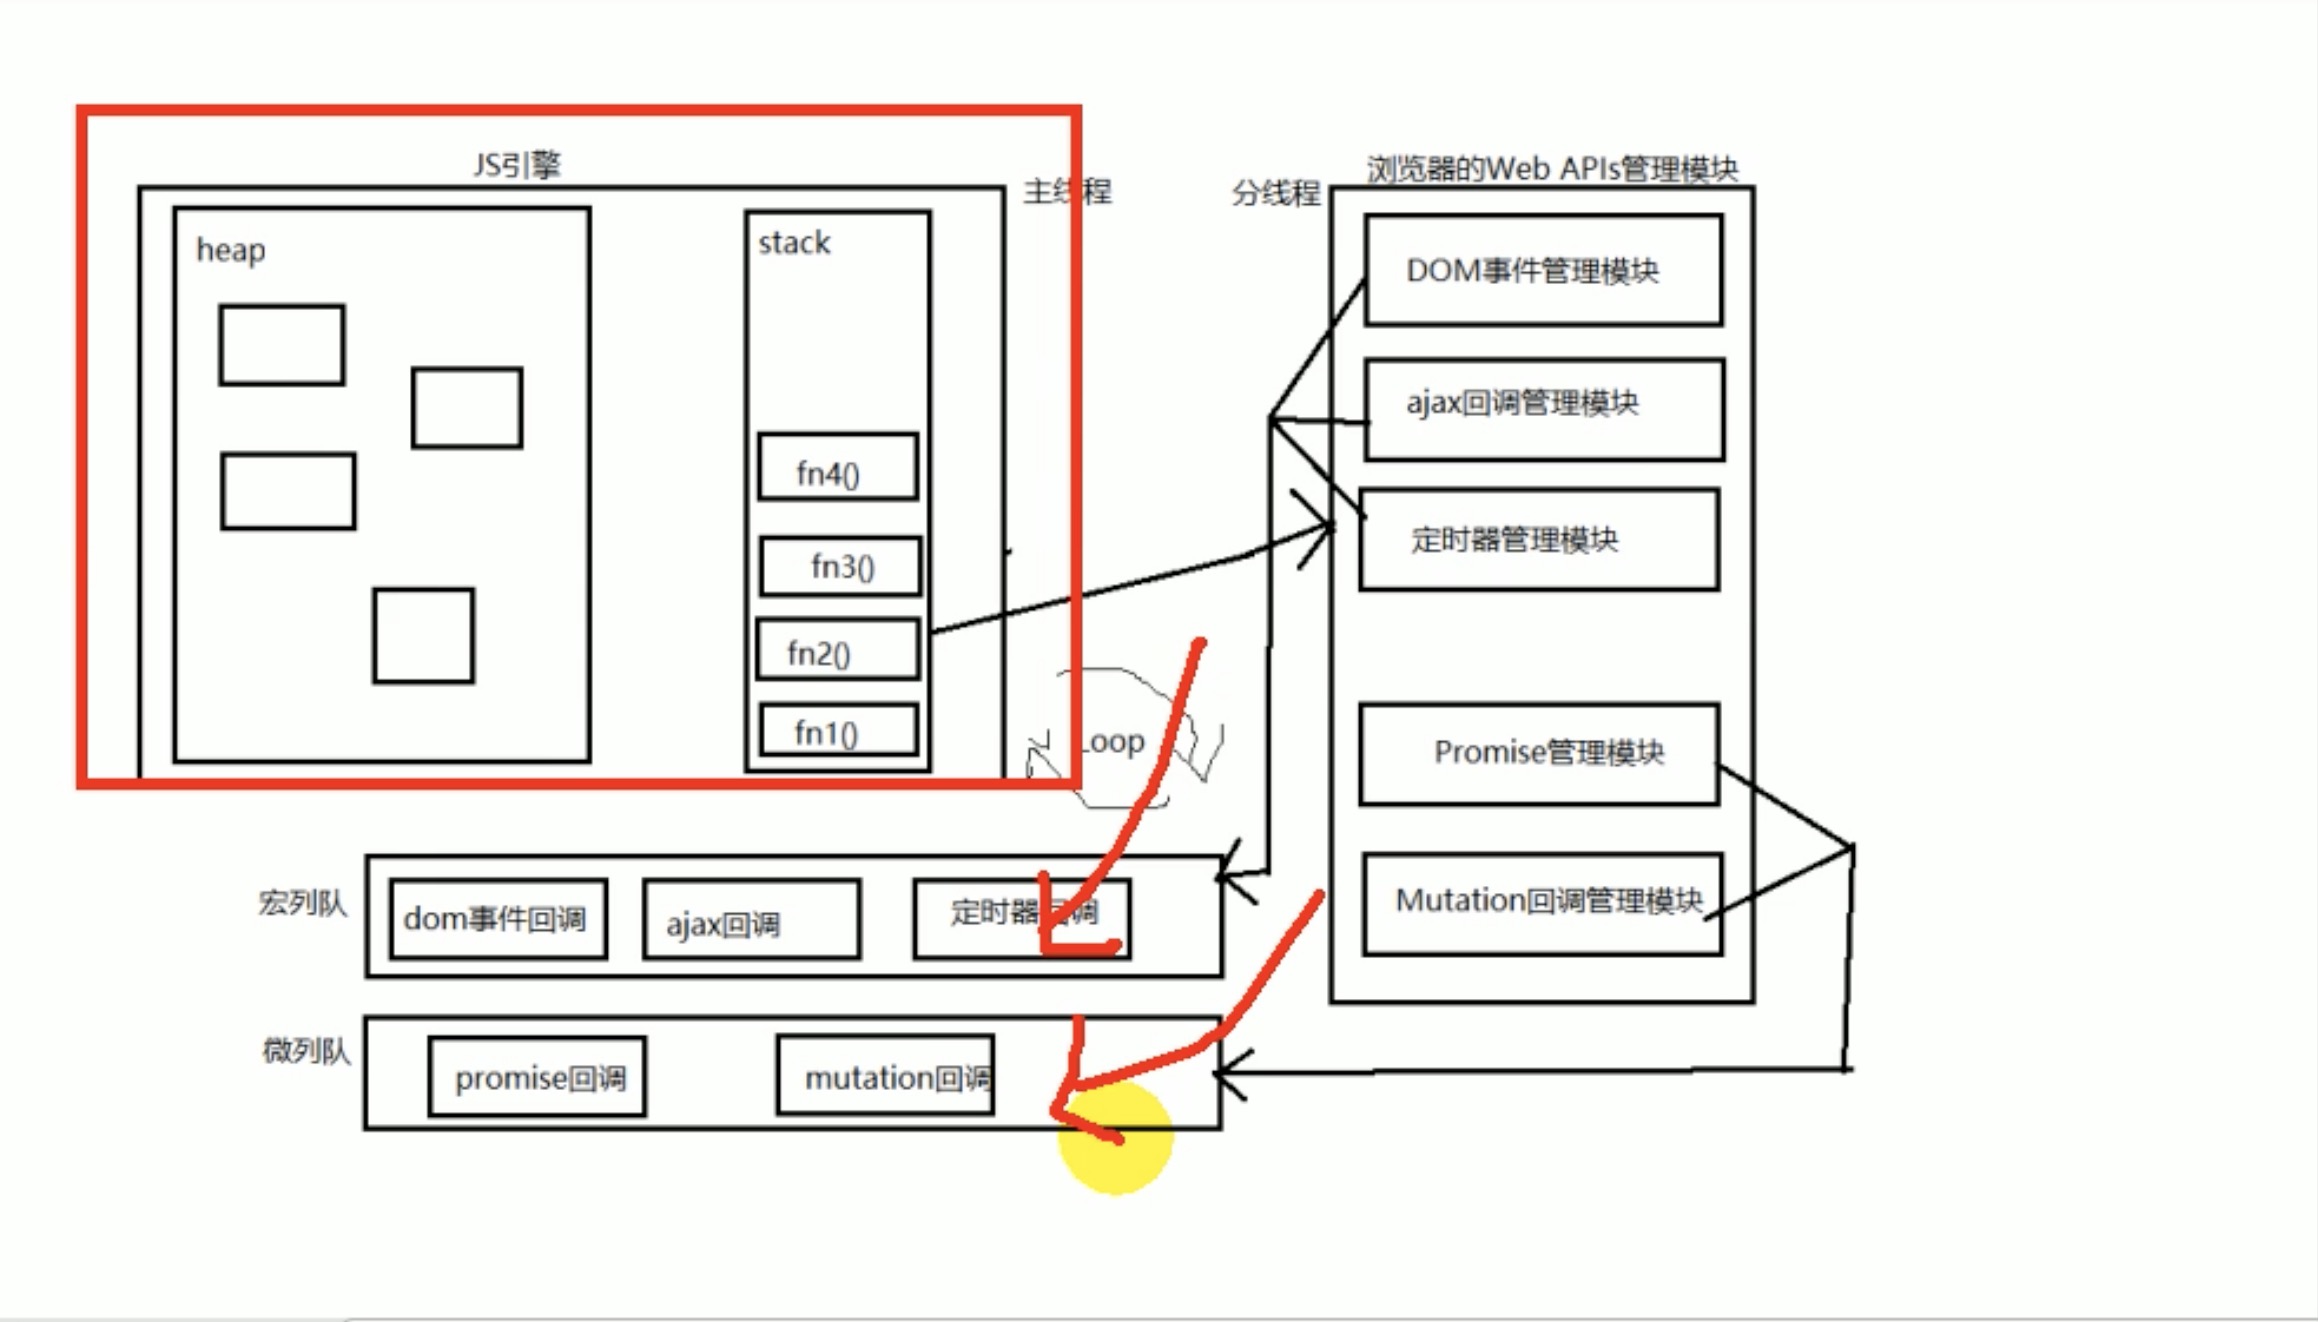 JS引擎
主线程
heap
stack
fn4()
fn3()
fn2()
fn1()
分线程
浏览器的Web APIs管理模块
DOM事件管理模块
ajax回调管理模块
定时器管理模块
Promise管理模块
Mutation回调管理模块
Loop
宏列队
dom事件回调
ajax回调
定时器回调
微列队
promise回调
mutation回调